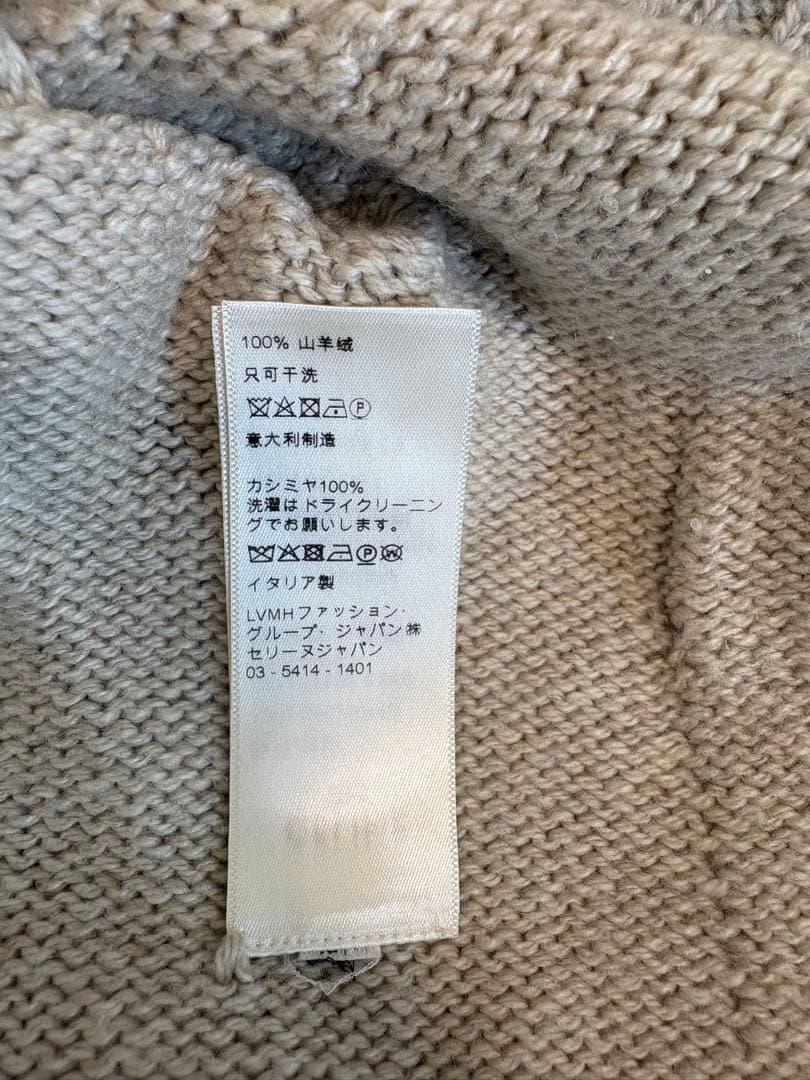 100% 山羊绒
只可干洗
P
意大利制造
カシミヤ100%
洗濯はドライクリーニン
グでお願いします。
P W
イタリア製
LVMHファッション・
グループ・ジャパン㈱
セリーヌジャパン
03 - 5414 - 1401